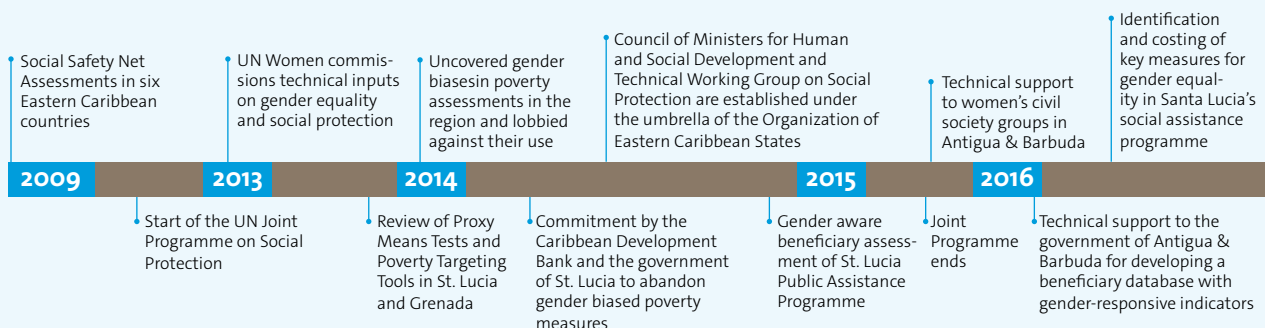 Social Safety Net
Assessments in six
Eastern Caribbean
countries
UN Women commis-
sions technical inputs
on gender equality
and social protection
Uncovered gender
biasesin poverty
assessments in the
region and lobbied
against their use
Council of Ministers for Human
and Social Development and
Technical Working Group on Social
Protection are established under
the umbrella of the Organization of
Eastern Caribbean States
Technical support
to women's civil
society groups in
Antigua & Barbuda
Identification
and costing of
key measures for
gender equal-
ity in Santa Lucia's
social assistance
programme
2009
2013
2014
2015
2016
Start of the UN Joint
Programme on Social
Protection
Review of Proxy
Means Tests and
Poverty Targeting
Tools in St. Lucia
and Grenada
Commitment by the
Caribbean Development
Bank and the government
of St. Lucia to abandon
gender biased poverty
measures
Gender aware
beneficiary assess-
ment of St. Lucia
Public Assistance
Programme
Joint
Programme
ends
Technical support to the
government of Antigua &
Barbuda for developing a
beneficiary database with
gender-responsive indicators